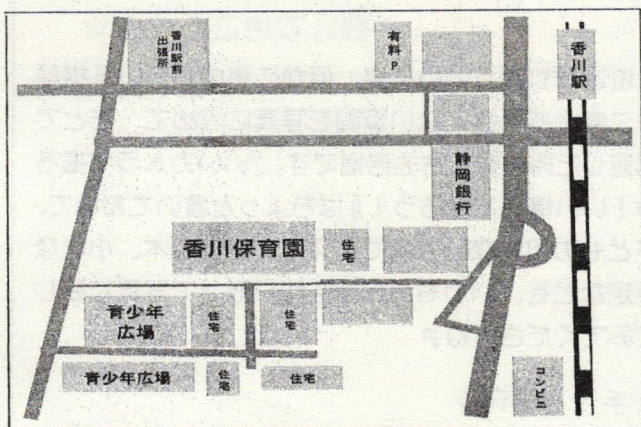 香川駅前
出張所
有料P
香川駅
静岡銀行
香川保育園
住宅
青少年
広場
住宅
住宅
青少年広場
住宅
住宅
コンビニ